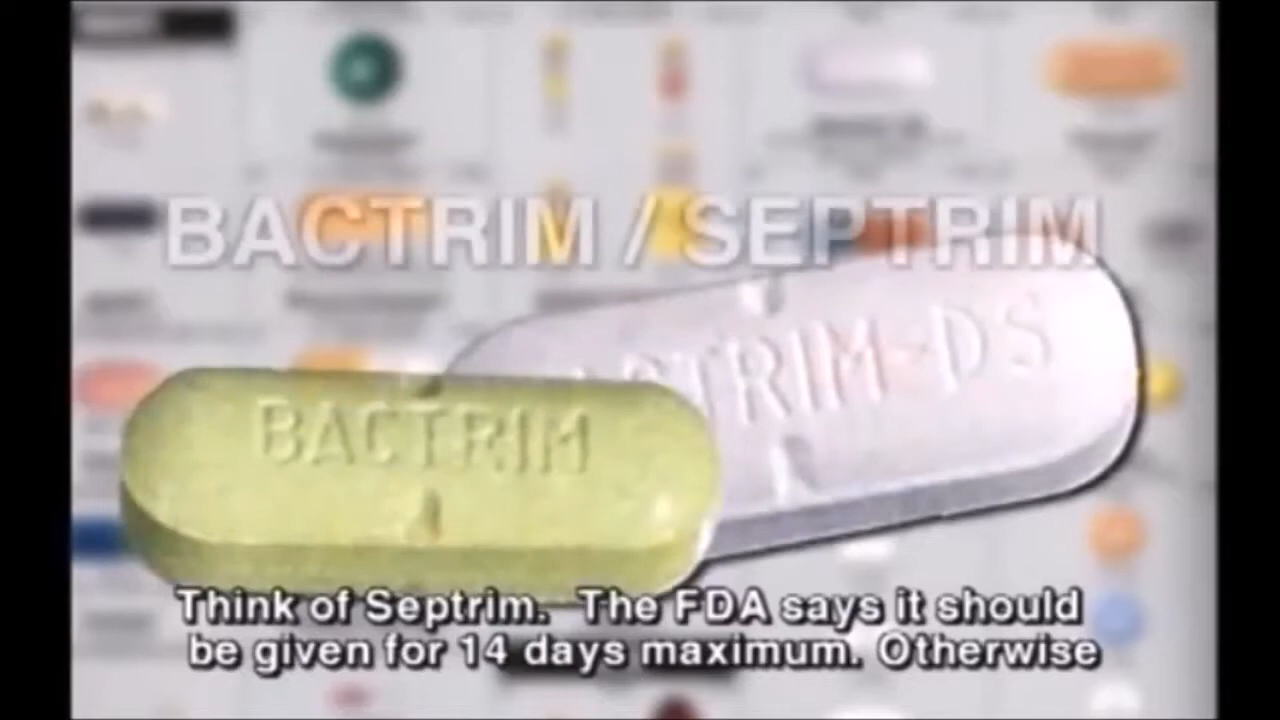 BACTRIM / SEPTRIM
TRIM-DS
BACTRIM
Think of Septrim. The FDA says it should
be given for 14 days maximum. Otherwise